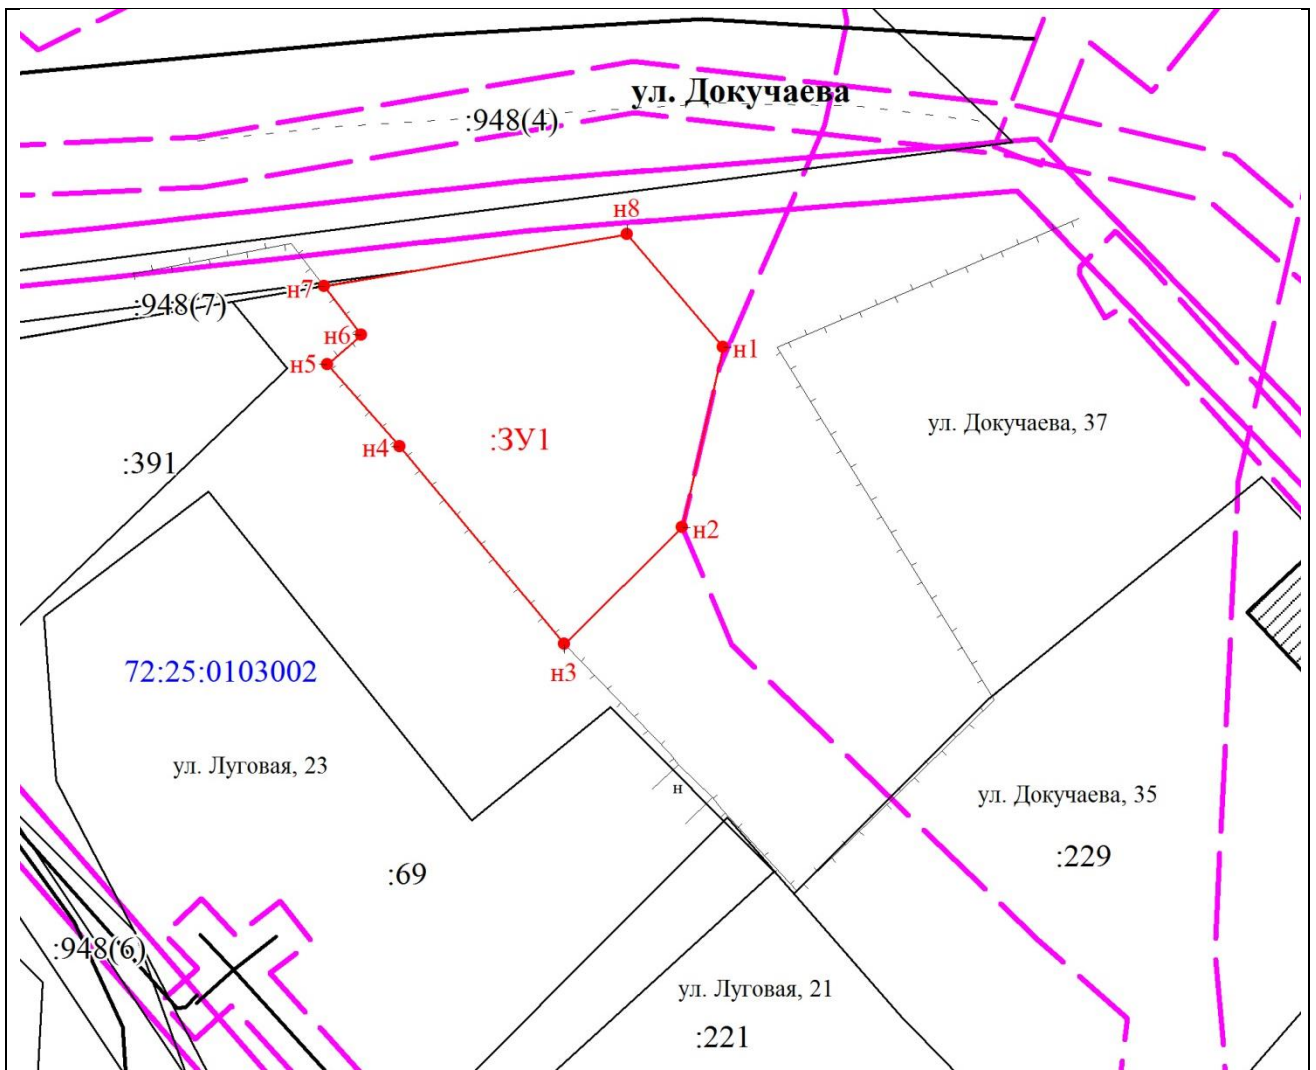 ул. Докучаева
:948(4)
н8
н7
:948(7)
н6
н1
н5
ул. Докучаева, 37
:ЗУ1
н4
:391
н2
н3
72:25:0103002
ул. Луговая, 23
н
ул. Докучаева, 35
:229
:69
:948(6)
ул. Луговая, 21
:221